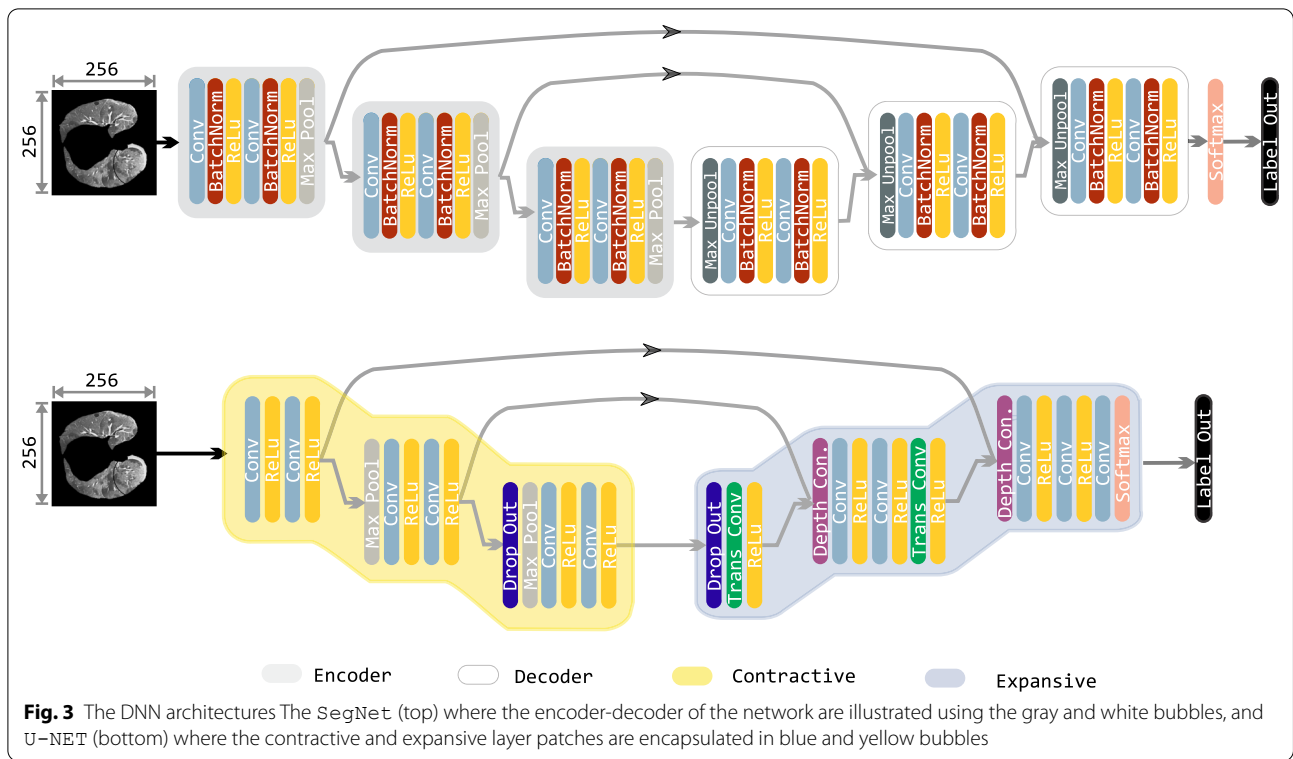 256
256
Conv
BatchNorm
ReLu
Conv
BatchNorm
ReLu
Max Pool
Conv
BatchNorm
ReLu
Conv
BatchNorm
ReLu
Max Pool
Conv
BatchNorm
ReLu
Conv
BatchNorm
ReLu
Max Pool
Max Unpool
Conv
BatchNorm
ReLu
Conv
BatchNorm
ReLu
Max Unpool
Conv
BatchNorm
ReLu
Conv
BatchNorm
ReLu
Max Unpool
Conv
BatchNorm
ReLu
Conv
BatchNorm
ReLu
Softmax
Label Out
256
256
Conv
ReLu
Conv
ReLu
Max Pool
Conv
ReLu
Conv
ReLu
Drop Out
Max Pool
Conv
ReLu
Conv
ReLu
Drop Out
Trans Conv
ReLu
Depth Con.
Conv
ReLu
Conv
ReLu
Trans Conv
ReLu
Depth Con.
Conv
ReLu
Conv
ReLu
Conv
Softmax
Label Out
Encoder
Decoder
Contractive
Expansive
Fig. 3 The DNN architectures The SegNet (top) where the encoder-decoder of the network are illustrated using the gray and white bubbles, and
U-NET (bottom) where the contractive and expansive layer patches are encapsulated in blue and yellow bubbles